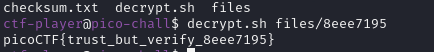 checksum.txt  decrypt.sh  files
ctf-player@pico-chall$ decrypt.sh files/8eee7195
picoCTF{trust_but_verify_8eee7195}